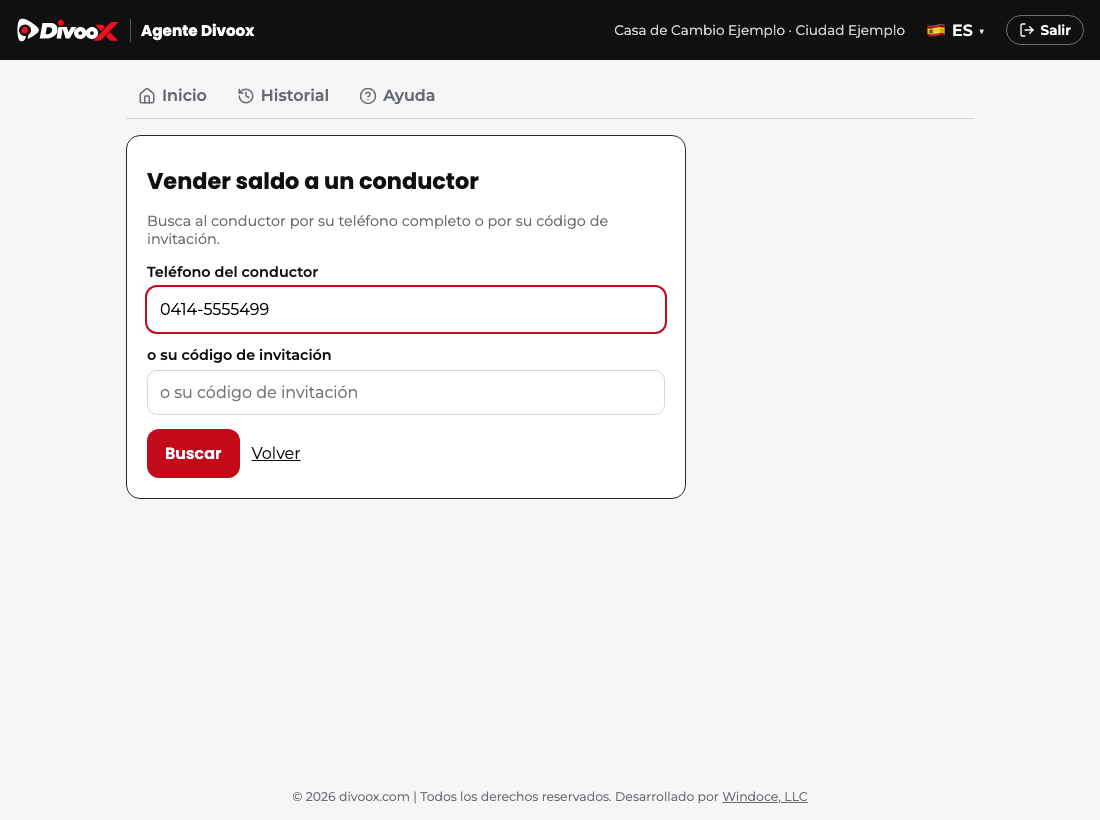 DivooX
Agente Divoox
Casa de Cambio Ejemplo · Ciudad Ejemplo
ES
Salir
Inicio
Historial
Ayuda
Vender saldo a un conductor
Busca al conductor por su teléfono completo o por su código de
invitación.
Teléfono del conductor
0414-5555499
o su código de invitación
o su código de invitación
Buscar
Volver
© 2026 divoox.com | Todos los derechos reservados. Desarrollado por Windoce, LLC